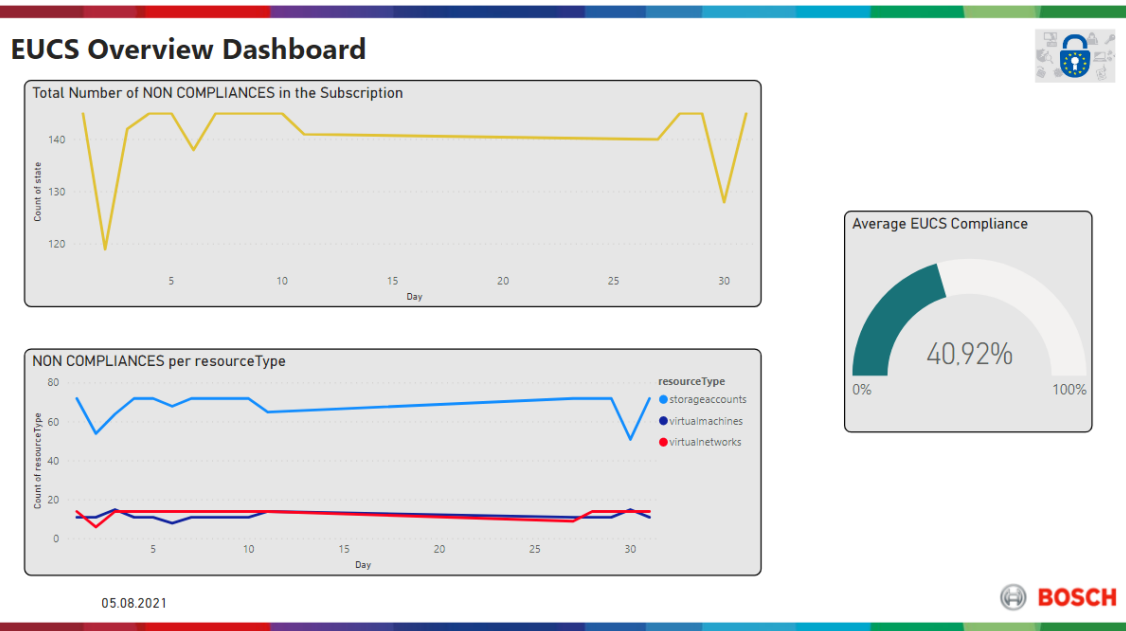 EUCS Overview Dashboard
Total Number of NON COMPLIANCES in the Subscription
Count of state
140
130
120
5 10 15 20 25 30
Day
Average EUCS Compliance
40,92%
0% 100%
NON COMPLIANCES per resourceType
Count of resourceType
80
60
40
20
0
5 10 15 20 25 30
Day
resourceType
storageaccounts
virtualmachines
virtualnetworks
05.08.2021
BOSCH